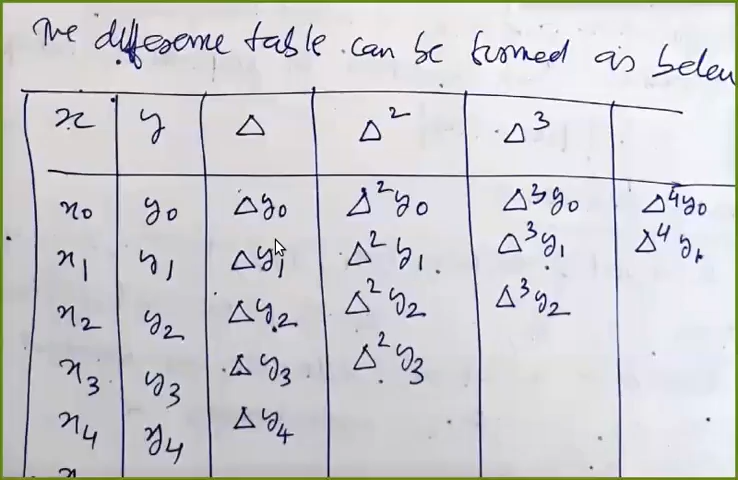 The difference table can be formed as below
x y Δ Δ² Δ³
x₀ y₀ Δy₀ Δ²y₀ Δ³y₀ Δ⁴y₀
x₁ y₁ Δy₁ Δ²y₁ Δ³y₁ Δ⁴y₁
x₂ y₂ Δy₂ Δ²y₂ Δ³y₂
x₃ y₃ Δy₃ Δ²y₃
x₄ y₄ Δy₄